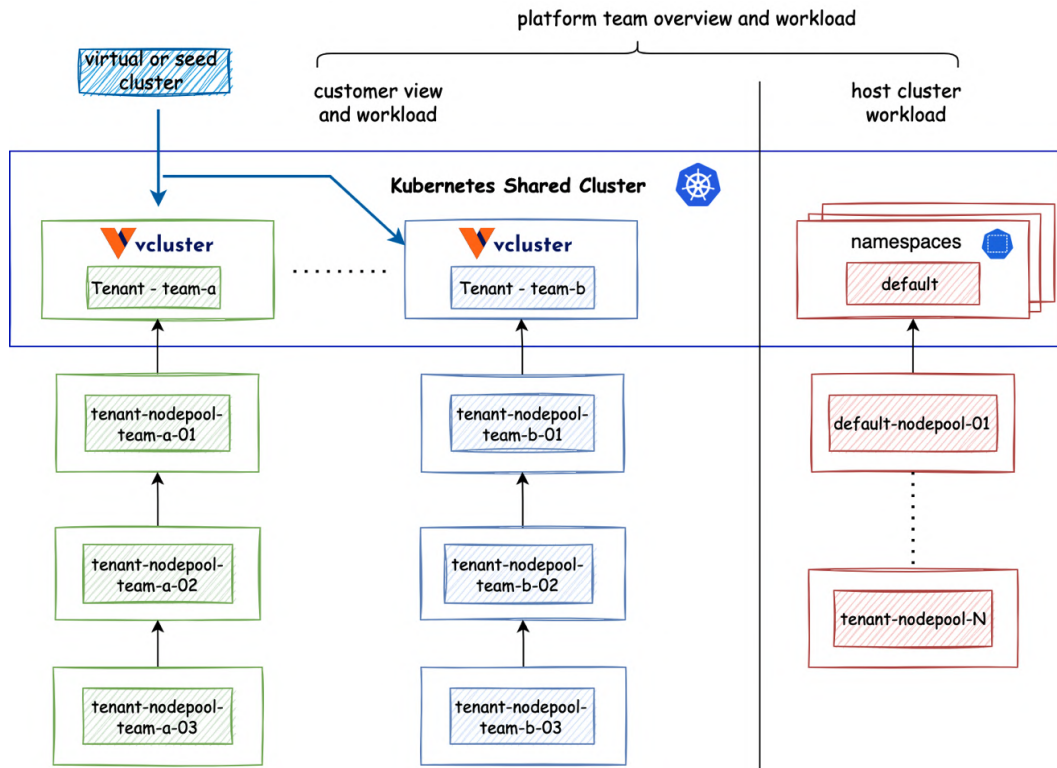 platform team overview and workload
virtual or seed
cluster
customer view
and workload
host cluster
workload
Kubernetes Shared Cluster
vcluster
Tenant - team-a
vcluster
Tenant - team-b
namespaces
default
tenant-nodepool-
team-a-01
tenant-nodepool-
team-b-01
default-nodepool-01
tenant-nodepool-
team-a-02
tenant-nodepool-
team-b-02
tenant-nodepool-N
tenant-nodepool-
team-a-03
tenant-nodepool-
team-b-03